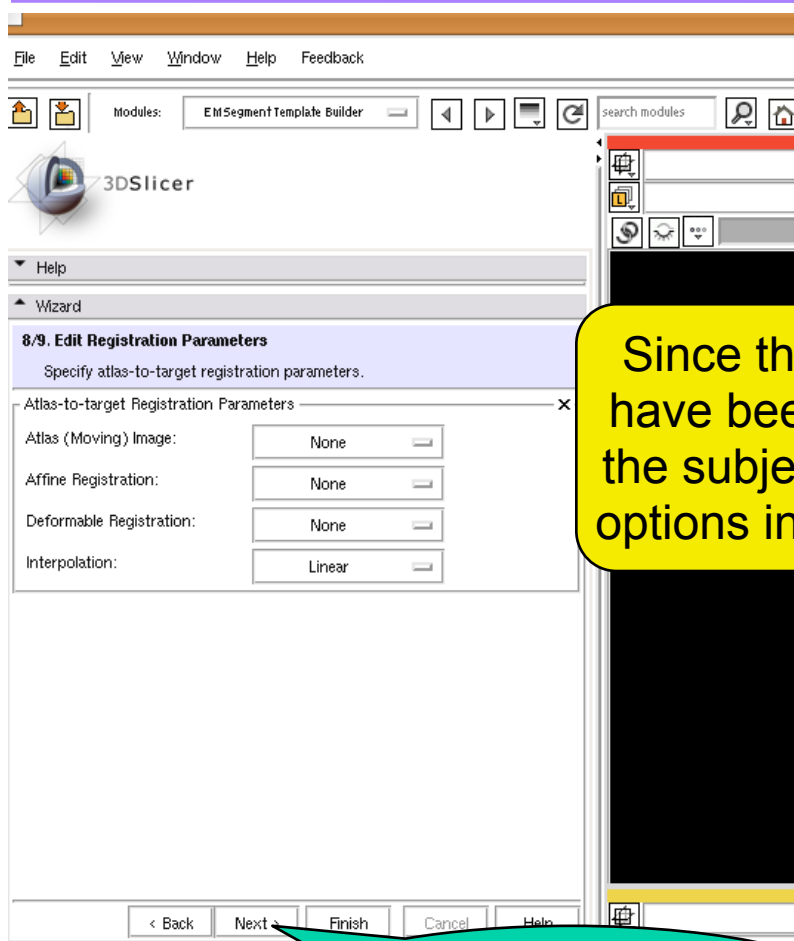 File Edit View Window Help Feedback
Modules: EMSegment Template Builder search modules
3DSlicer
L
Help
Wizard
8/9. Edit Registration Parameters
Specify atlas-to-target registration parameters.
Atlas-to-target Registration Parameters
Atlas (Moving) Image: None
Affine Registration: None
Deformable Registration: None
Interpolation: Linear
Since th
have bee
the subje
options in
< Back Next > Finish Cancel Help